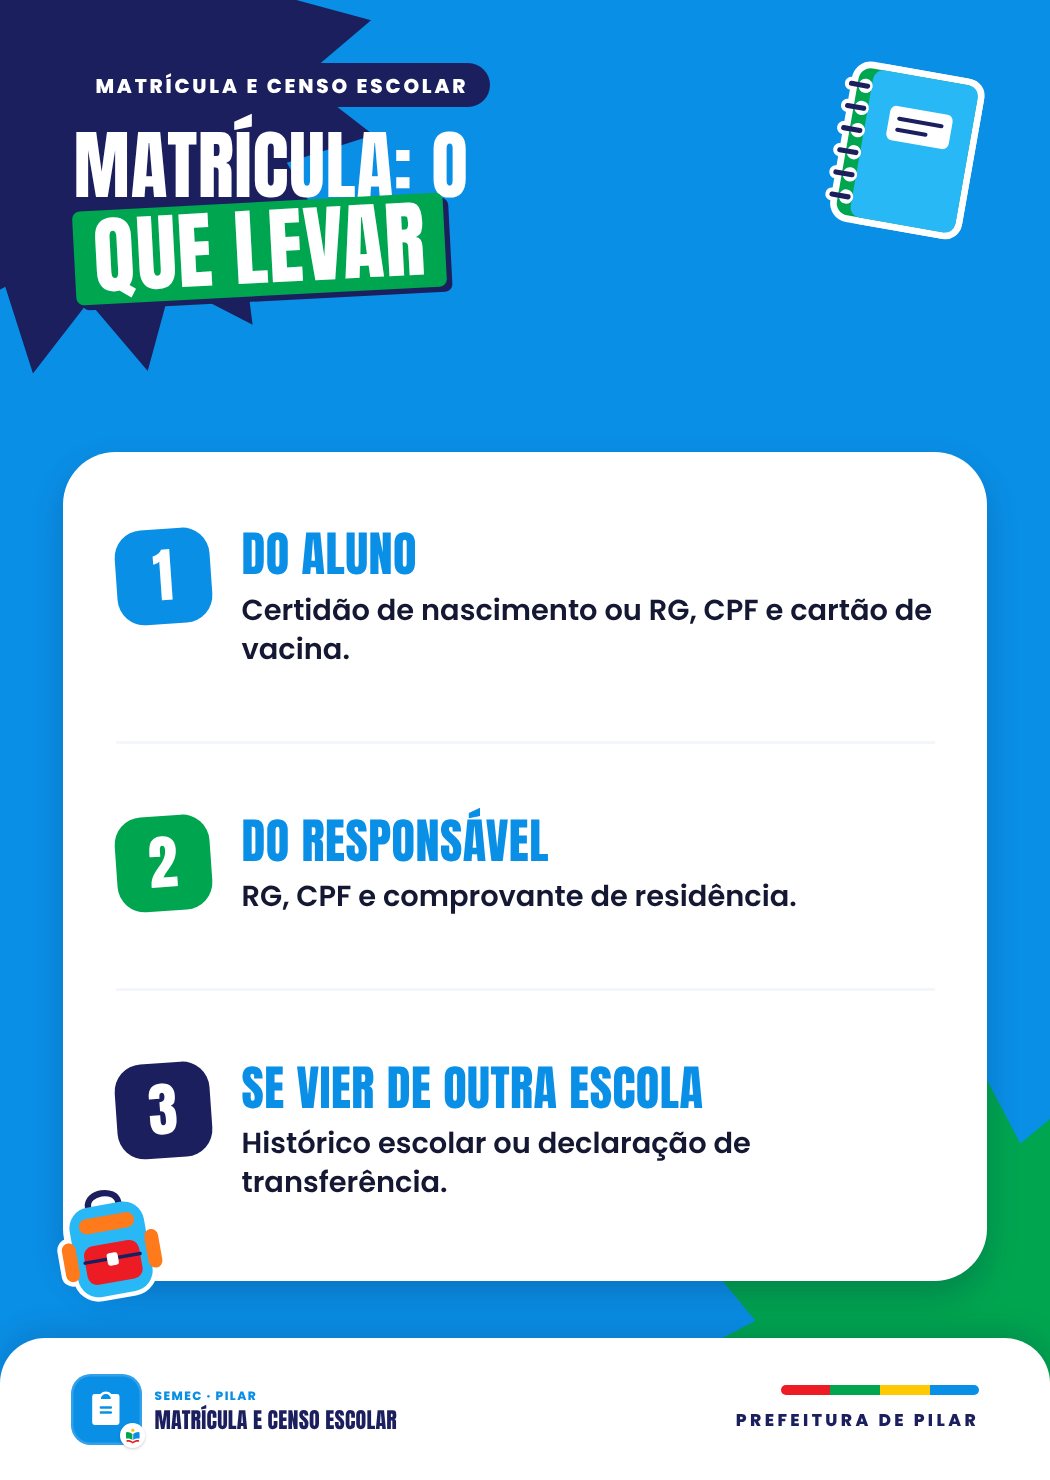 MATRÍCULA E CENSO ESCOLAR
MATRÍCULA: O
QUE LEVAR
1
DO ALUNO
Certidão de nascimento ou RG, CPF e cartão de
vacina.
2
DO RESPONSÁVEL
RG, CPF e comprovante de residência.
3
SE VIER DE OUTRA ESCOLA
Histórico escolar ou declaração de
transferência.
SEMEC · PILAR
MATRÍCULA E CENSO ESCOLAR
PREFEITURA DE PILAR